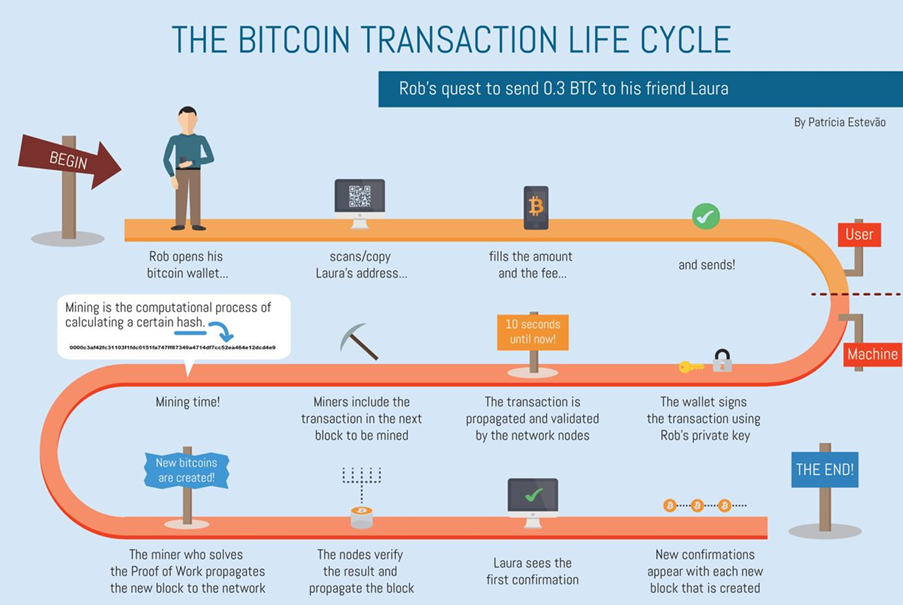 THE BITCOIN TRANSACTION LIFE CYCLE
Rob's quest to send 0.3 BTC to his friend Laura
By Patrícia Estevão
BEGIN
Rob opens his
bitcoin wallet...
scans/copy
Laura's address...
fills the amount
and the fee...
and sends!
User
Machine
The wallet signs
the transaction using
Rob's private key
10 seconds
until now!
The transaction is
propagated and validated
by the network nodes
Miners include the
transaction in the next
block to be mined
Mining is the computational process of
calculating a certain hash.
Mining time!
New bitcoins
are created!
The miner who solves
the Proof of Work propagates
the new block to the network
The nodes verify
the result and
propagate the block
Laura sees the
first confirmation
New confirmations
appear with each new
block that is created
THE END!